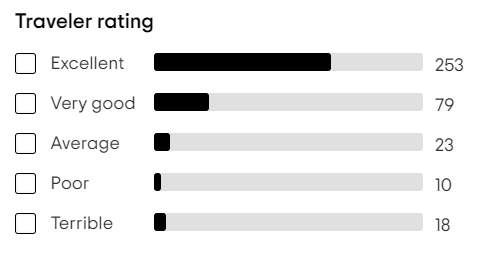 Traveler rating
Excellent 253
Very good 79
Average 23
Poor 10
Terrible 18